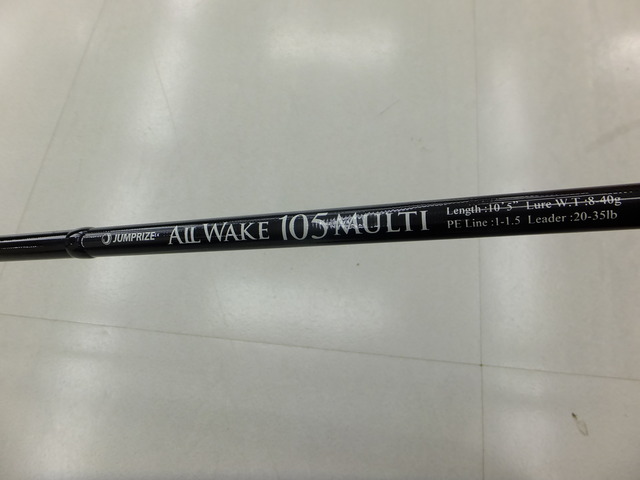 JUMPRIZE ALL WAKE 105 MULTI
Length :10'5" Lure W.T :8-40g
PE Line :1-1.5 Leader :20-35lb